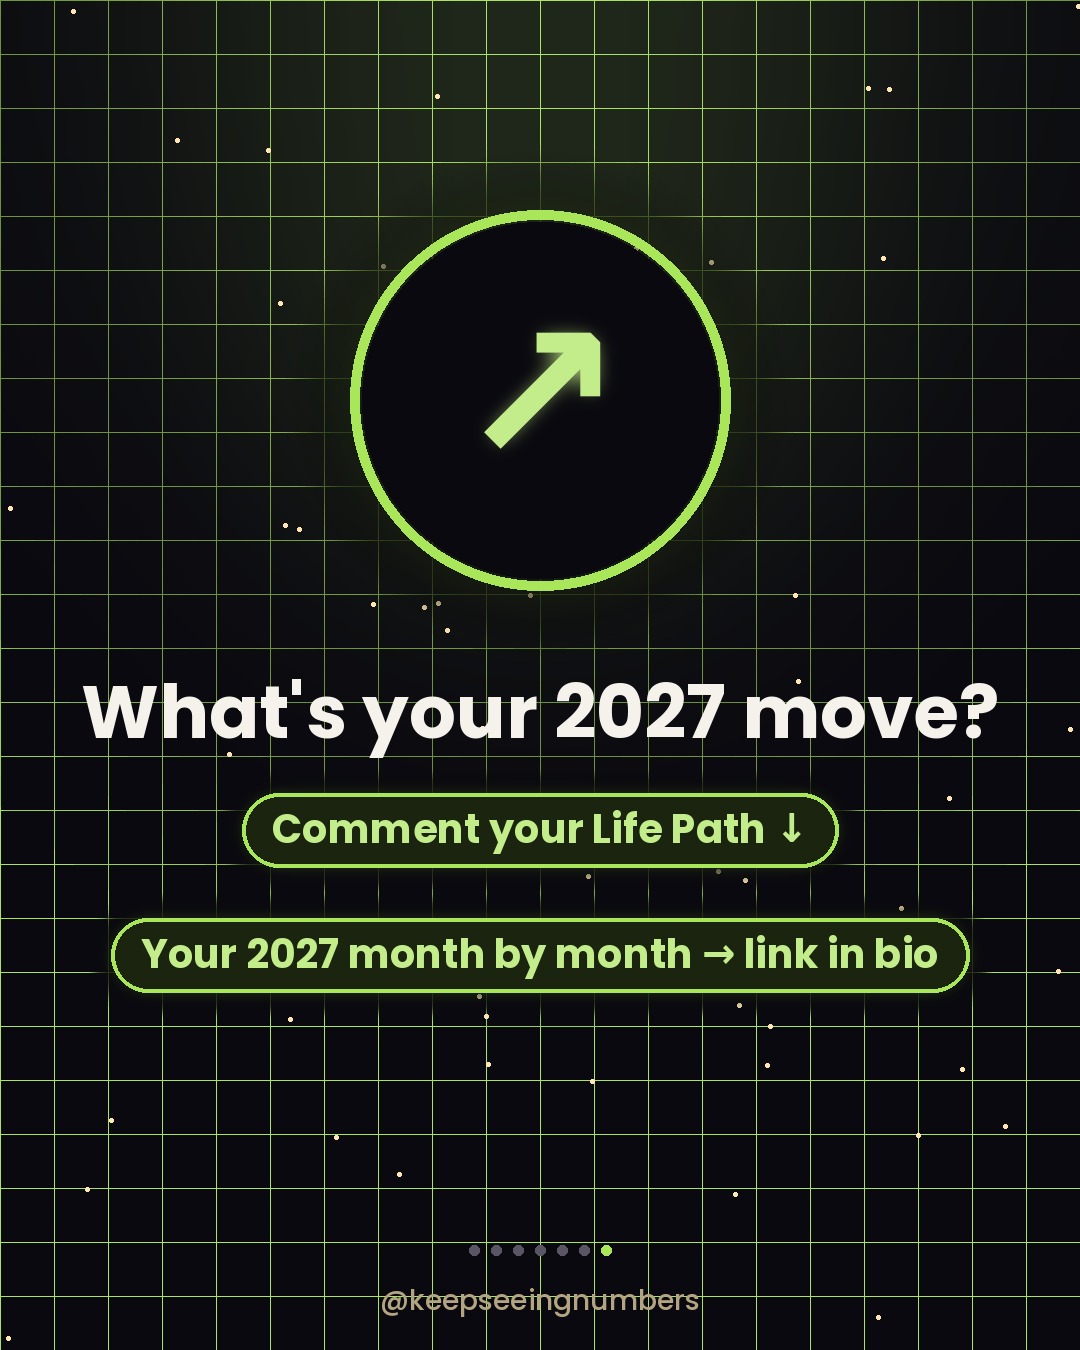 What's your 2027 move?
Comment your Life Path ↓
Your 2027 month by month → link in bio
@keepseeingnumbers